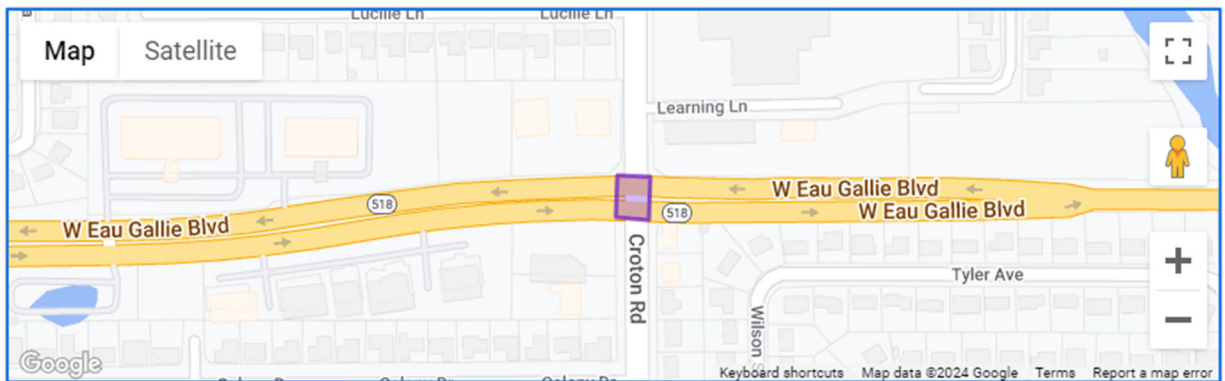 Lucille Ln
Lucille Ln
Map
Satellite
Learning Ln
W Eau Gallie Blvd
518
518
W Eau Gallie Blvd
W Eau Gallie Blvd
Croton Rd
Tyler Ave
Wilson
Google
Keyboard shortcuts
Map data ©2024 Google
Terms
Report a map error